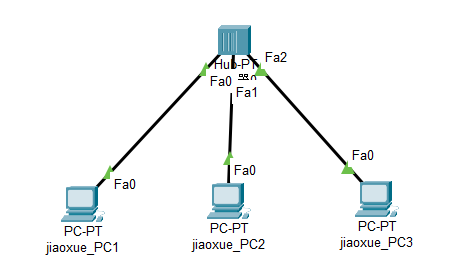 Hub-PT
Fa2
Fa0
Fa1
Fa0
Fa0
Fa0
PC-PT
jiaoxue_PC1
PC-PT
jiaoxue_PC2
PC-PT
jiaoxue_PC3